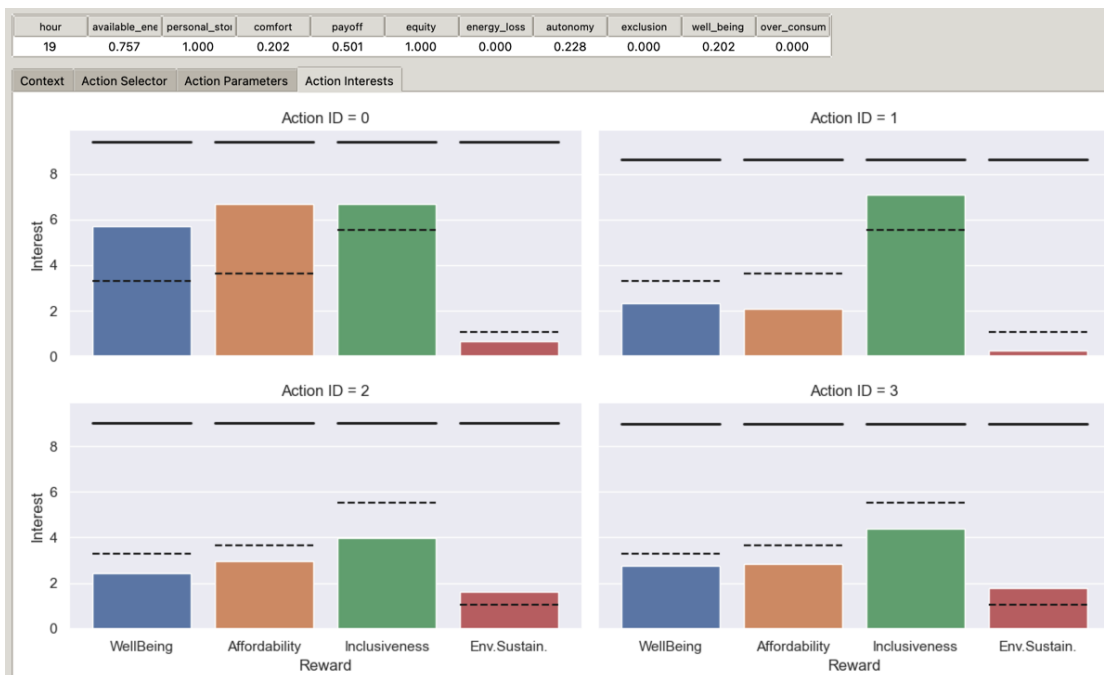 hour available_ene personal_stor comfort payoff equity energy_loss autonomy exclusion well_being over_consum
19 0.757 1.000 0.202 0.501 1.000 0.000 0.228 0.000 0.202 0.000
Context Action Selector Action Parameters Action Interests
Action ID = 0 Action ID = 1
8
6
4
2
0
Interest
Action ID = 2 Action ID = 3
8
6
4
2
0
Interest
WellBeing Affordability Inclusiveness Env.Sustain. WellBeing Affordability Inclusiveness Env.Sustain.
Reward Reward